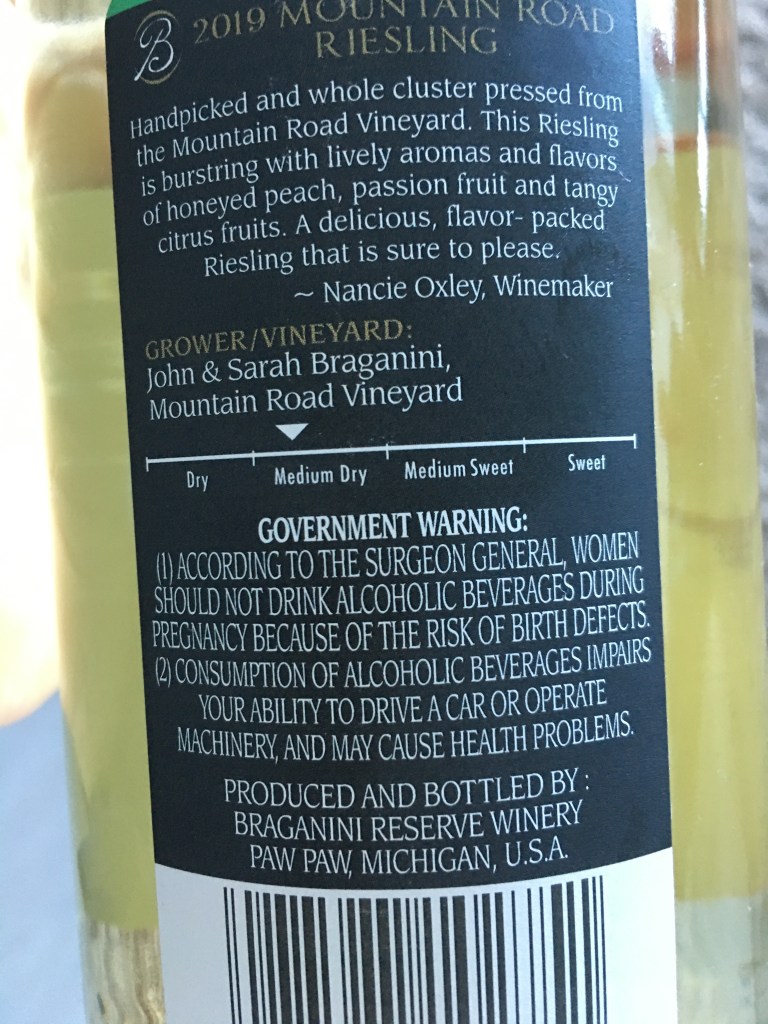 B
2019 MOUNTAIN ROAD
RIESLING
Handpicked and whole cluster pressed from
the Mountain Road Vineyard. This Riesling
is burstring with lively aromas and flavors
of honeyed peach, passion fruit and tangy
citrus fruits. A delicious, flavor- packed
Riesling that is sure to please.
~ Nancie Oxley, Winemaker
GROWER/VINEYARD:
John & Sarah Braganini,
Mountain Road Vineyard
Dry Medium Dry Medium Sweet Sweet
GOVERNMENT WARNING:
(1) ACCORDING TO THE SURGEON GENERAL, WOMEN
SHOULD NOT DRINK ALCOHOLIC BEVERAGES DURING
PREGNANCY BECAUSE OF THE RISK OF BIRTH DEFECTS.
(2) CONSUMPTION OF ALCOHOLIC BEVERAGES IMPAIRS
YOUR ABILITY TO DRIVE A CAR OR OPERATE
MACHINERY, AND MAY CAUSE HEALTH PROBLEMS.
PRODUCED AND BOTTLED BY :
BRAGANINI RESERVE WINERY
PAW PAW, MICHIGAN, U.S.A.